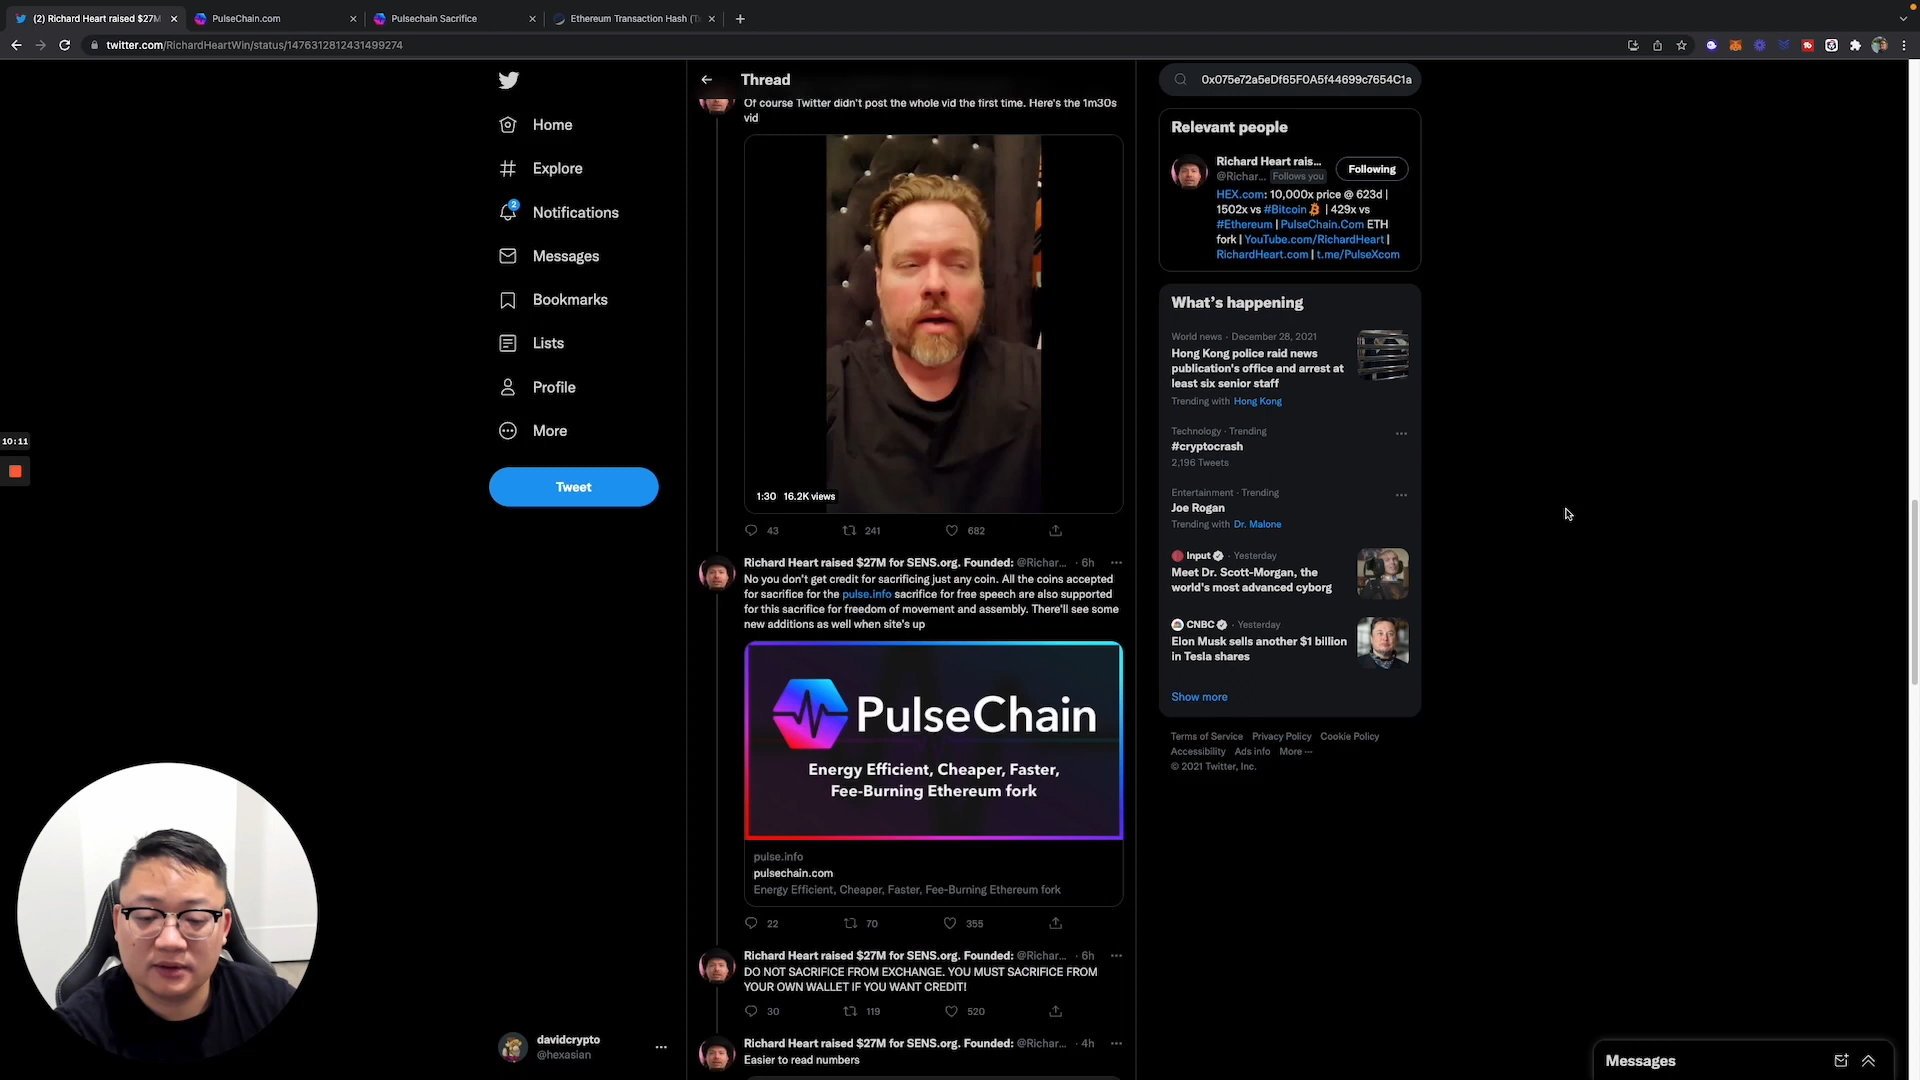 (2) Richard Heart raised $27M
PulseChain.com
Pulsechain Sacrifice
Ethereum Transaction Hash (T
twitter.com/RichardHeartWin/status/1476312812431499274
Home
Explore
2
Notifications
Messages
Bookmarks
Lists
Profile
More
Tweet
10:11
davidcrypto
@hexasian
Thread
Of course Twitter didn't post the whole vid the first time. Here's the 1m30s
vid
1:30 16.2K views
43 241 682
Richard Heart raised $27M for SENS.org. Founded: @Richar... · 6h
No you don't get credit for sacrificing just any coin. All the coins accepted
for sacrifice for the pulse.info sacrifice for free speech are also supported
for this sacrifice for freedom of movement and assembly. There'll see some
new additions as well when site's up
PulseChain
Energy Efficient, Cheaper, Faster,
Fee-Burning Ethereum fork
pulse.info
pulsechain.com
Energy Efficient, Cheaper, Faster, Fee-Burning Ethereum fork
22 70 355
Richard Heart raised $27M for SENS.org. Founded: @Richar... · 6h
DO NOT SACRIFICE FROM EXCHANGE. YOU MUST SACRIFICE FROM
YOUR OWN WALLET IF YOU WANT CREDIT!
30 119 520
Richard Heart raised $27M for SENS.org. Founded: @Richar... · 4h
Easier to read numbers
0x075e72a5eDf65F0A5f44699c7654C1a
Relevant people
Richard Heart rais...
@Richar... Follows you
Following
HEX.com: 10,000x price @ 623d |
1502x vs #Bitcoin | 429x vs
#Ethereum | PulseChain.Com ETH
fork | YouTube.com/RichardHeart |
RichardHeart.com | t.me/PulseXcom
What's happening
World news · December 28, 2021
Hong Kong police raid news
publication's office and arrest at
least six senior staff
Trending with Hong Kong
Technology · Trending
#cryptocrash
2,196 Tweets
Entertainment · Trending
Joe Rogan
Trending with Dr. Malone
Input · Yesterday
Meet Dr. Scott-Morgan, the
world's most advanced cyborg
CNBC · Yesterday
Elon Musk sells another $1 billion
in Tesla shares
Show more
Terms of Service Privacy Policy Cookie Policy
Accessibility Ads info More ···
© 2021 Twitter, Inc.
Messages